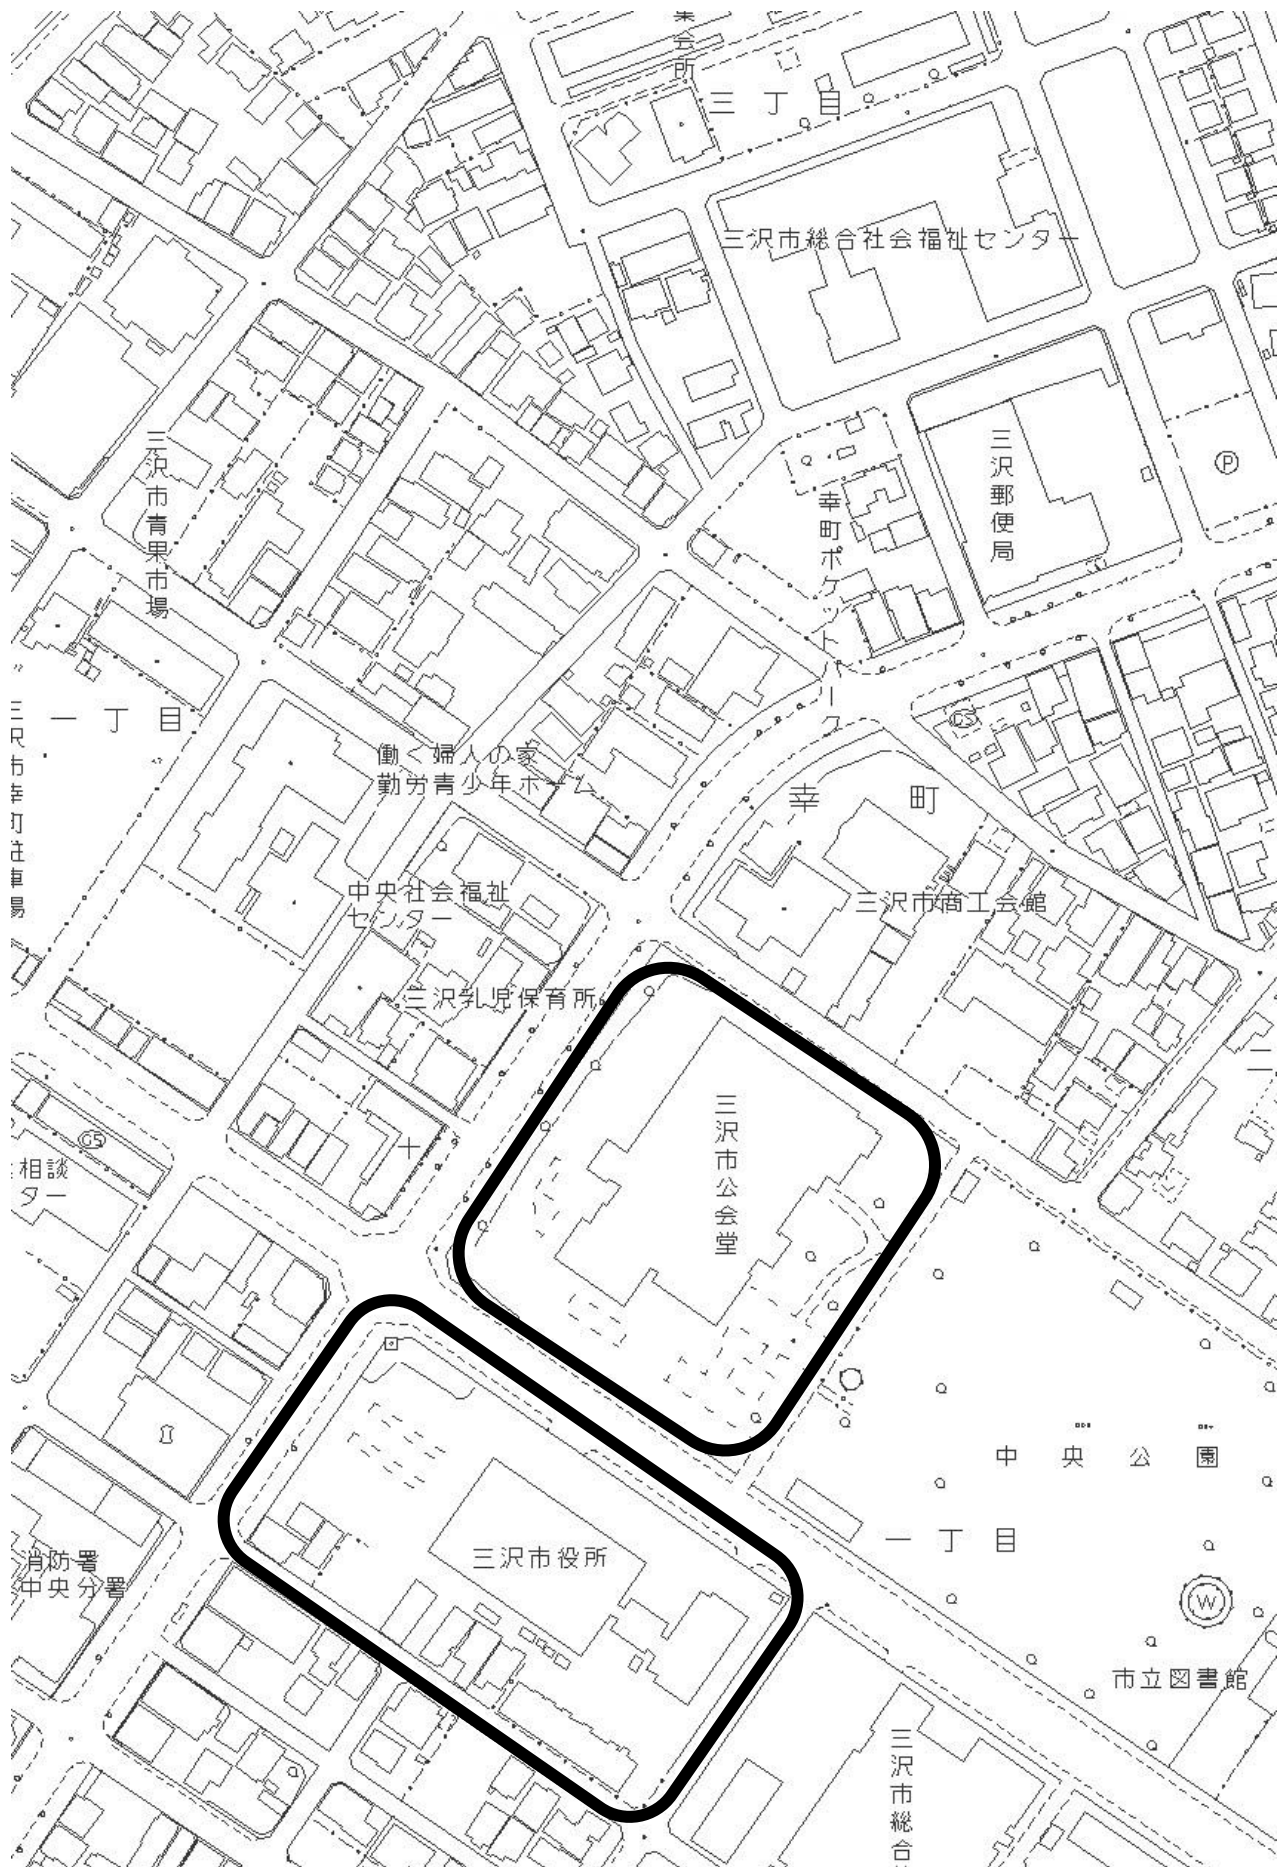 集会所
三丁目
三沢市総合社会福祉センター
三沢市青果市場
三沢郵便局
P
幸町ポケットパーク
一丁目
三沢市幸町駐車場
働く婦人の家
勤労青少年ホーム
GS
幸町
中央社会福祉
センター
三沢市商工会館
三沢乳児保育所
二
三沢市公会堂
GS
相談
ター
中央公園
一丁目
三沢市役所
消防署
中央分署
W
市立図書館
三沢市総合